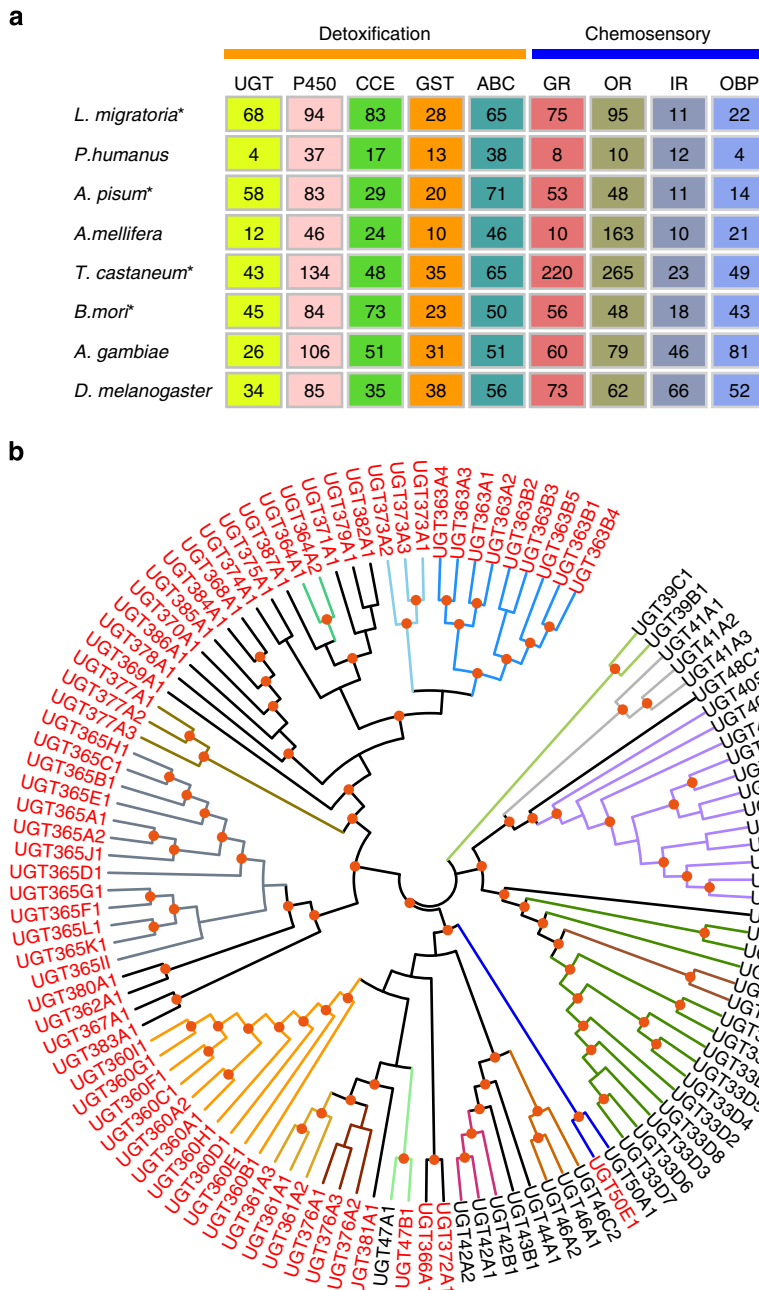 a
Detoxification Chemosensory
UGT P450 CCE GST ABC GR OR IR OBP
L. migratoria* 68 94 83 28 65 75 95 11 22
P.humanus 4 37 17 13 38 8 10 12 4
A. pisum* 58 83 29 20 71 53 48 11 14
A.mellifera 12 46 24 10 46 10 163 10 21
T. castaneum* 43 134 48 35 65 220 265 23 49
B.mori* 45 84 73 23 50 56 48 18 43
A. gambiae 26 106 51 31 51 60 79 46 81
D. melanogaster 34 85 35 38 56 73 62 66 52
b
UGT39C1
UGT39B1
UGT41A1
UGT41A2
UGT41A3
UGT48C1
UGT40S
UGT33D4
UGT33D2
UGT33D8
UGT33D3
UGT33D6
UGT33D7
UGT50A1
UGT50E1
UGT46C2
UGT46A1
UGT46A2
UGT44A1
UGT43B1
UGT42B1
UGT42A1
UGT42A2
UGT372A1
UGT366A
UGT47B1
UGT47A1
UGT381A1
UGT376A2
UGT376A3
UGT376A1
UGT361A2
UGT361A1
UGT361A3
UGT360B1
UGT360E1
UGT360D1
UGT360H1
UGT360A1
UGT360A2
UGT360C1
UGT360F1
UGT360G1
UGT360I1
UGT383A1
UGT367A1
UGT362A1
UGT380A1
UGT365II
UGT365K1
UGT365L1
UGT365F1
UGT365G1
UGT365D1
UGT365J1
UGT365A2
UGT365A1
UGT365E1
UGT365B1
UGT365C1
UGT365H1
UGT377A3
UGT377A2
UGT377A1
UGT369A1
UGT378A1
UGT386A1
UGT370A1
UGT385A1
UGT384A1
UGT368A1
UGT374A1
UGT375A1
UGT387A1
UGT364A1
UGT364A2
UGT371A1
UGT379A1
UGT382A1
UGT373A2
UGT373A3
UGT373A1
UGT363A4
UGT363A3
UGT363A1
UGT363A2
UGT363B2
UGT363B3
UGT363B5
UGT363B1
UGT363B4